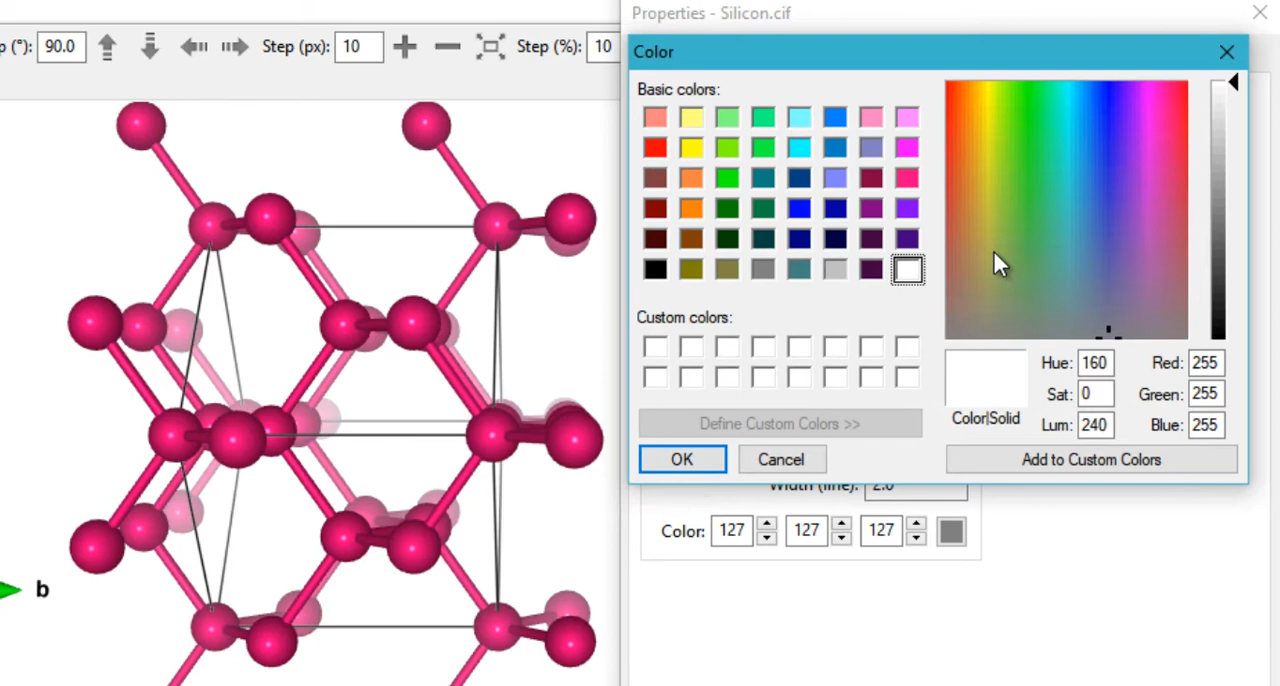 Properties - Silicon.cif
p (°): 90.0 Step (px): 10 Step (%): 10
Color
Basic colors:
Custom colors:
Define Custom Colors >>
OK Cancel
Color|Solid
Hue: 160 Red: 255
Sat: 0 Green: 255
Lum: 240 Blue: 255
Add to Custom Colors
Width (line): 2.0
Color: 127 127 127
b